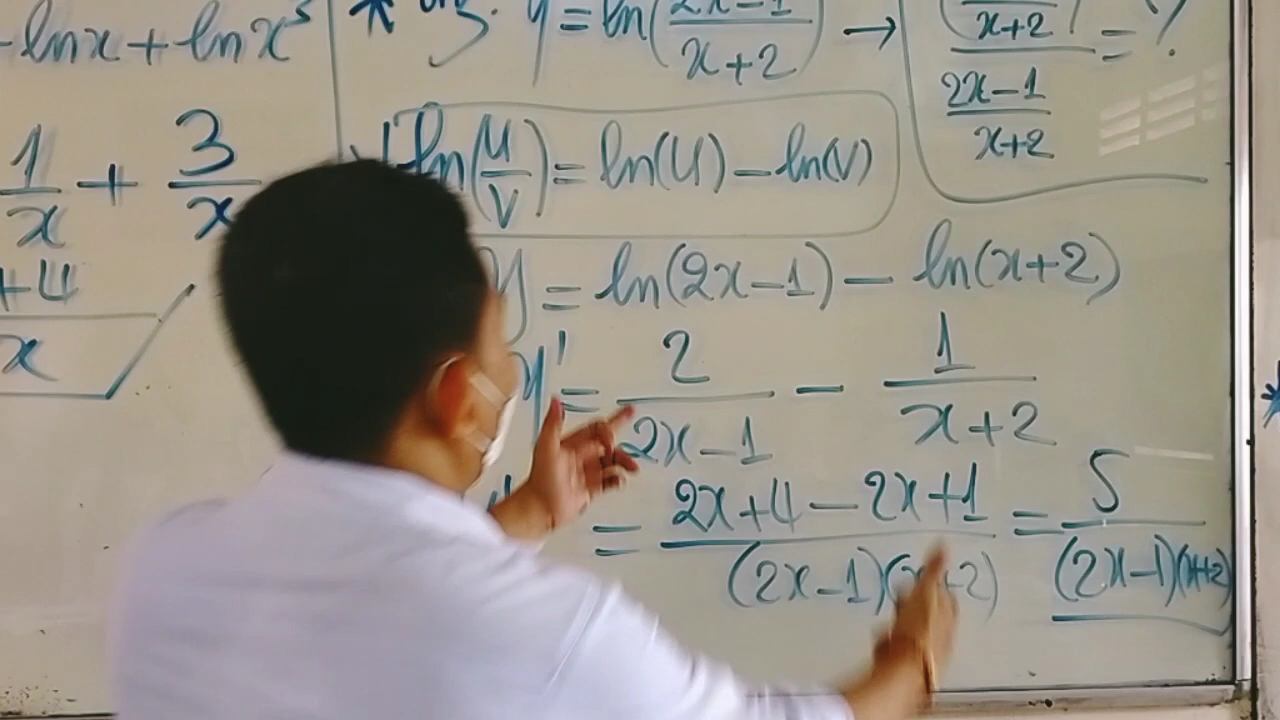 -lnx + lnx³
1/x + 3/x
+4
x
* y = ln((2x-1)/(x+2)) →
x+2 = ?
2x-1
x+2
ln(u/v) = ln(u) - ln(v)
y = ln(2x-1) - ln(x+2)
y' = 2/(2x-1) - 1/(x+2)
= (2x+4-2x+1)/((2x-1)(x+2)) = 5/((2x-1)(x+2))